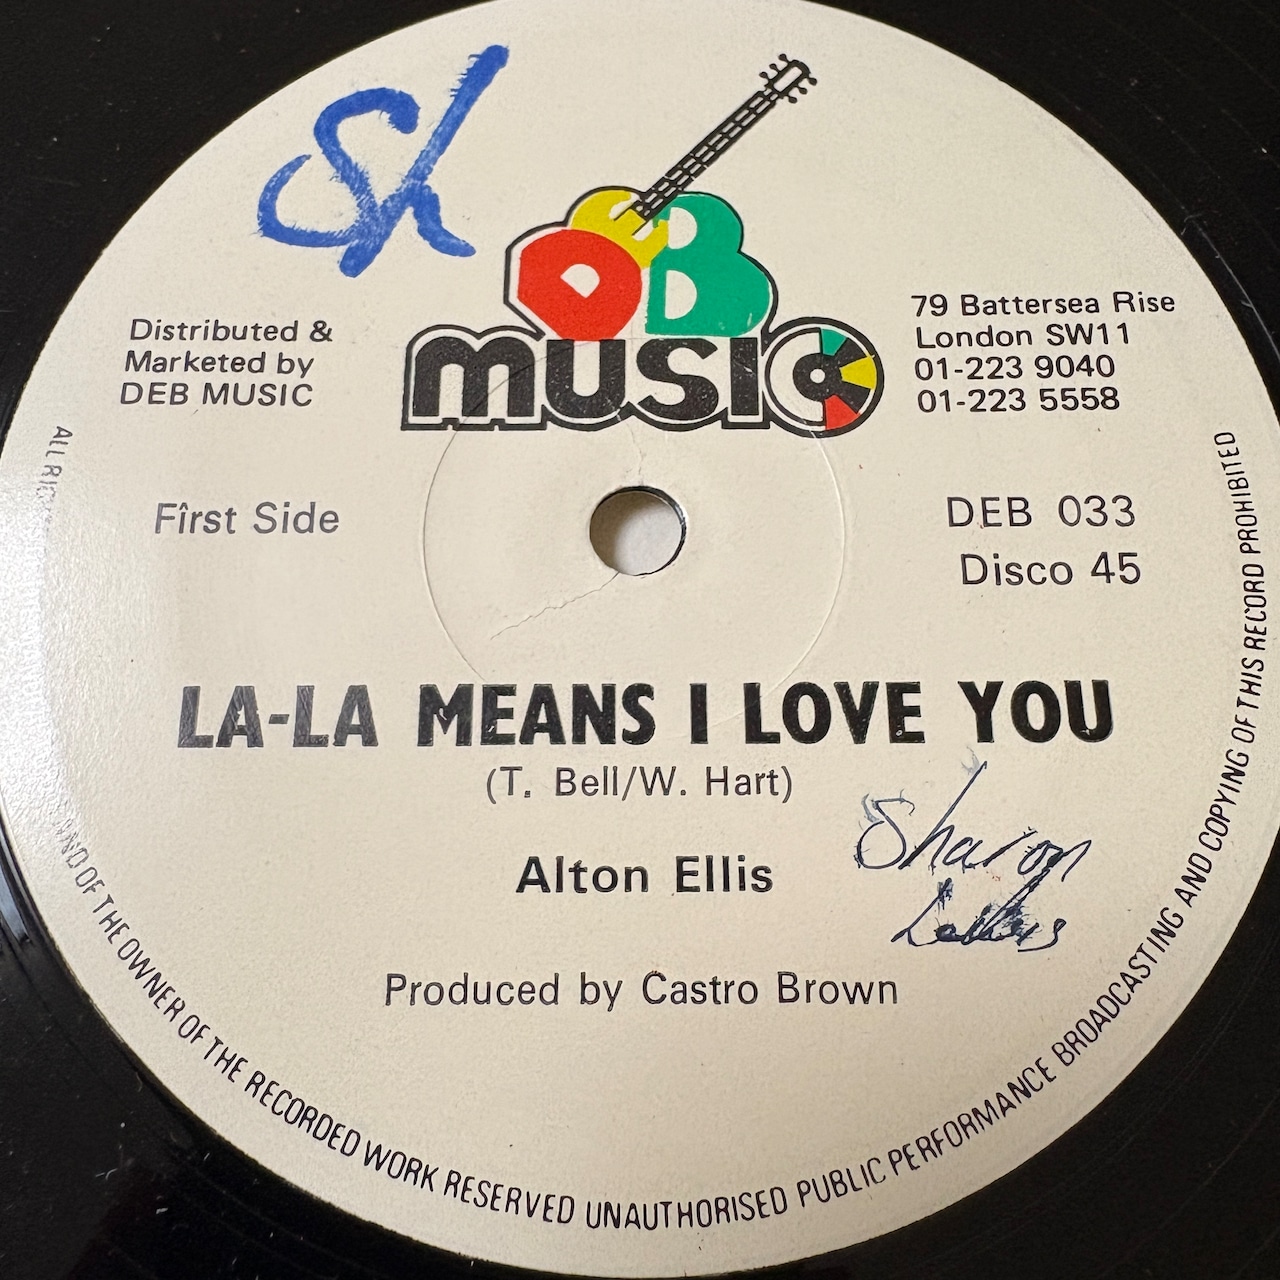 Sh
DEB
MUSIC
Distributed &
Marketed by
DEB MUSIC
79 Battersea Rise
London SW11
01-223 9040
01-223 5558
First Side
DEB 033
Disco 45
LA-LA MEANS I LOVE YOU
(T. Bell/W. Hart)
Alton Ellis
Sharon
Produced by Castro Brown
ALL AND OF THE OWNER OF THE RECORDED WORK RESERVED UNAUTHORISED PUBLIC PERFORMANCE BROADCASTING AND COPYING OF THIS RECORD PROHIBITED